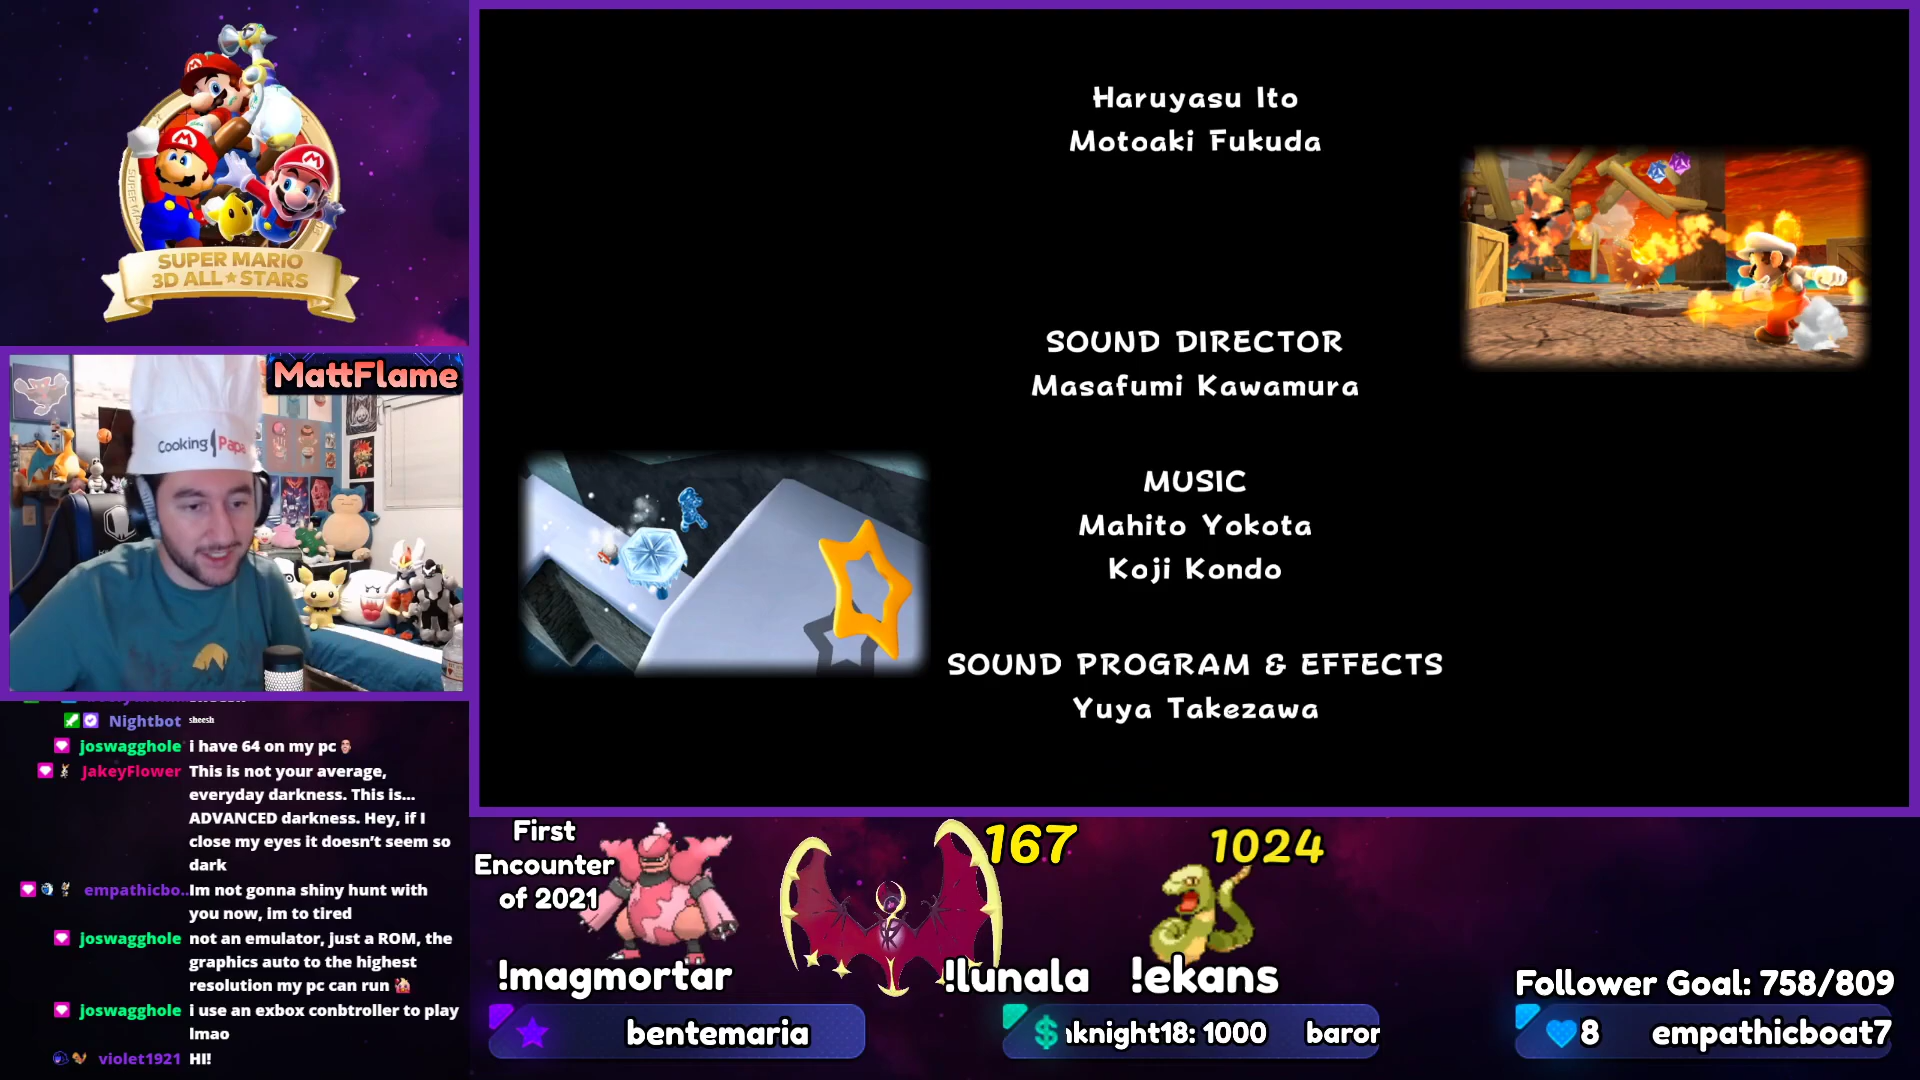 SUPER MARIO
3D ALL★STARS
MattFlame
Cooking Papa
Nightbot sheesh
joswagghole i have 64 on my pc
JakeyFlower This is not your average,
everyday darkness. This is...
ADVANCED darkness. Hey, if I
close my eyes it doesn't seem so
dark
empathicbo.. Im not gonna shiny hunt with
you now, im to tired
joswagghole not an emulator, just a ROM, the
graphics auto to the highest
resolution my pc can run
joswagghole i use an exbox conbtroller to play
lmao
violet1921 HI!
Haruyasu Ito
Motoaki Fukuda
SOUND DIRECTOR
Masafumi Kawamura
MUSIC
Mahito Yokota
Koji Kondo
SOUND PROGRAM & EFFECTS
Yuya Takezawa
First
Encounter
of 2021
!magmortar
167
!lunala
1024
!ekans
Follower Goal: 758/809
bentemaria
$ knight18: 1000 baror
8 empathicboat7